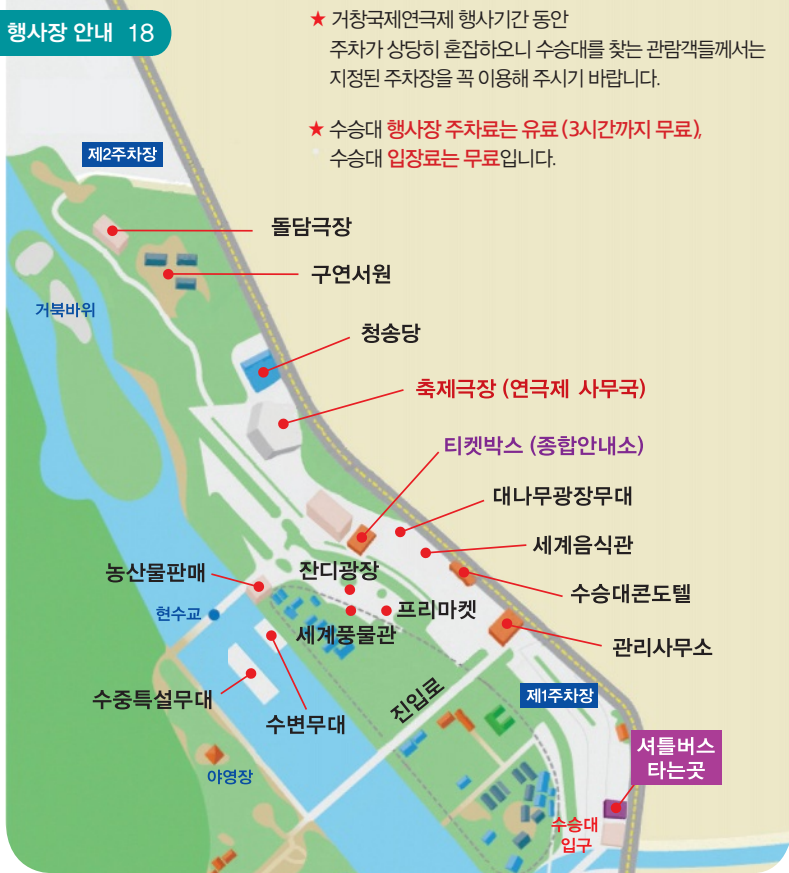 행사장 안내 18
★ 거창국제연극제 행사기간 동안
주차가 상당히 혼잡하오니 수승대를 찾는 관람객들께서는
지정된 주차장을 꼭 이용해 주시기 바랍니다.
★ 수승대 행사장 주차료는 유료 (3시간까지 무료),
수승대 입장료는 무료입니다.
제2주차장
돌담극장
구연서원
거북바위
청송당
축제극장 (연극제 사무국)
티켓박스 (종합안내소)
대나무광장무대
세계음식관
농산물판매
잔디광장
수승대콘도텔
현수교
프리마켓
세계풍물관
관리사무소
수중특설무대
수변무대
진입로
제1주차장
셔틀버스
타는곳
야영장
수승대
입구